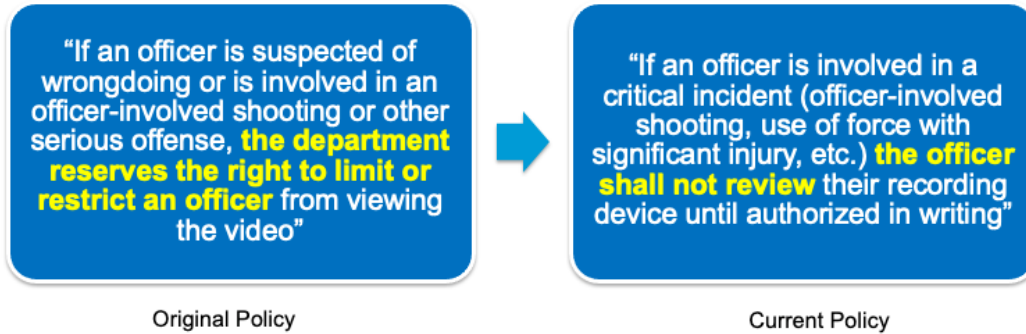 “If an officer is suspected of
wrongdoing or is involved in an
officer-involved shooting or other
serious offense, the department
reserves the right to limit or
restrict an officer from viewing
the video”
“If an officer is involved in a
critical incident (officer-involved
shooting, use of force with
significant injury, etc.) the officer
shall not review their recording
device until authorized in writing”
Original Policy
Current Policy